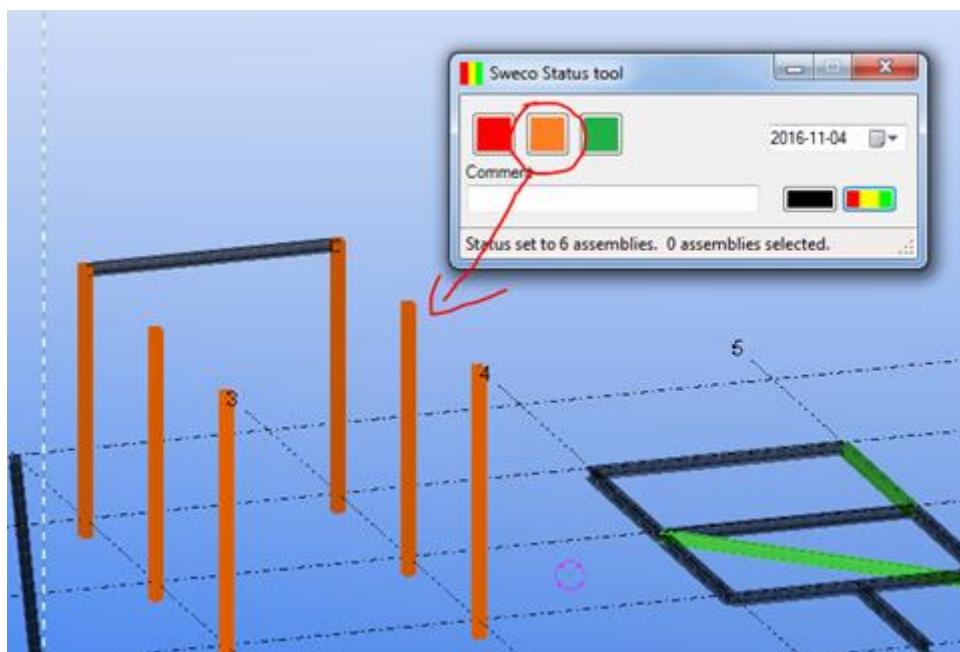 Sweco Status tool
2016-11-04
Comment
Status set to 6 assemblies. 0 assemblies selected.
5
4
3